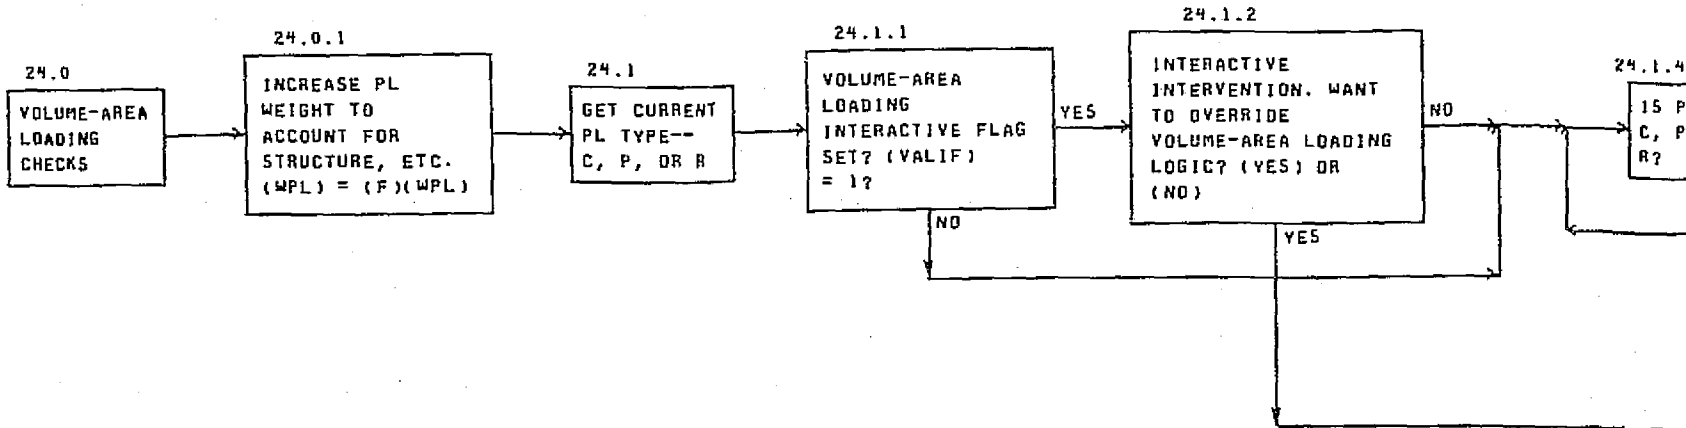 24.0
VOLUME-AREA
LOADING
CHECKS
24.0.1
INCREASE PL
WEIGHT TO
ACCOUNT FOR
STRUCTURE, ETC.
(WPL) = (F)(WPL)
24.1
GET CURRENT
PL TYPE--
C, P, OR R
24.1.1
VOLUME-AREA
LOADING
INTERACTIVE FLAG
SET? (VALIF)
= 1?
YES
NO
24.1.2
INTERACTIVE
INTERVENTION. WANT
TO OVERRIDE
VOLUME-AREA LOADING
LOGIC? (YES) OR
(NO)
NO
YES
24.1.4
IS P
C, P
R?